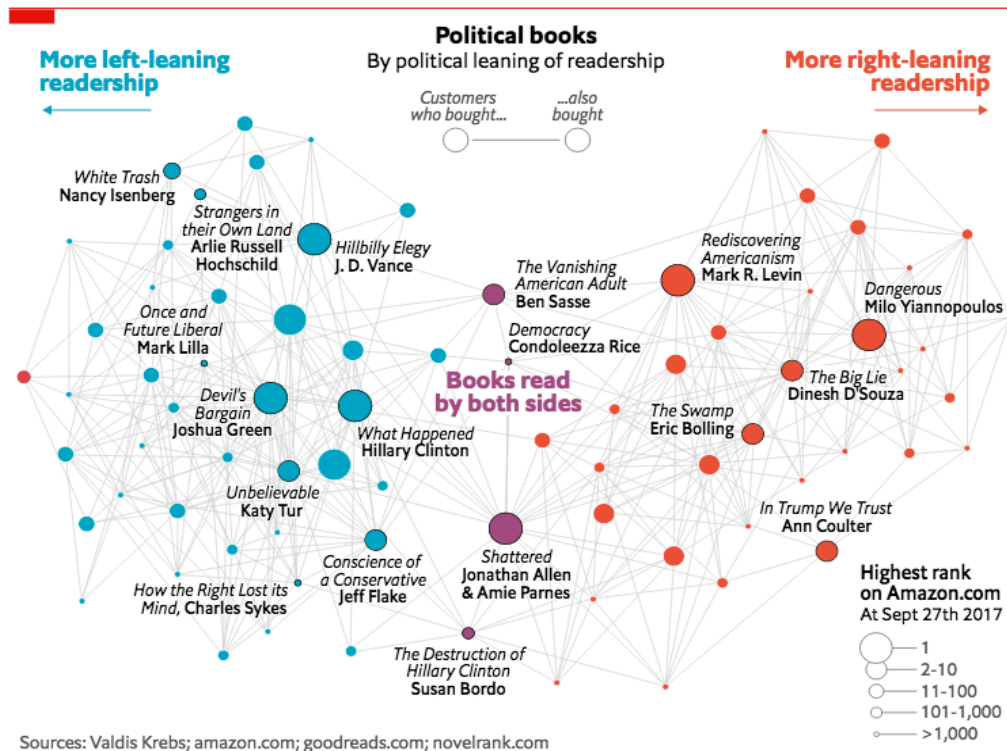 Political books
By political leaning of readership
More left-leaning
readership
More right-leaning
readership
Customers
who bought...
...also
bought
White Trash
Nancy Isenberg
Strangers in
their Own Land
Arlie Russell
Hochschild
Hillbilly Elegy
J. D. Vance
Once and
Future Liberal
Mark Lilla
Devil's
Bargain
Joshua Green
What Happened
Hillary Clinton
Unbelievable
Katy Tur
Conscience of
a Conservative
Jeff Flake
How the Right Lost its
Mind, Charles Sykes
The Vanishing
American Adult
Ben Sasse
Democracy
Condoleezza Rice
Books read
by both sides
Shattered
Jonathan Allen
& Amie Parnes
The Destruction of
Hillary Clinton
Susan Bordo
Rediscovering
Americanism
Mark R. Levin
Dangerous
Milo Yiannopoulos
The Big Lie
Dinesh D'Souza
The Swamp
Eric Bolling
In Trump We Trust
Ann Coulter
Highest rank
on Amazon.com
At Sept 27th 2017
1
2-10
11-100
101-1,000
>1,000
Sources: Valdis Krebs; amazon.com; goodreads.com; novelrank.com